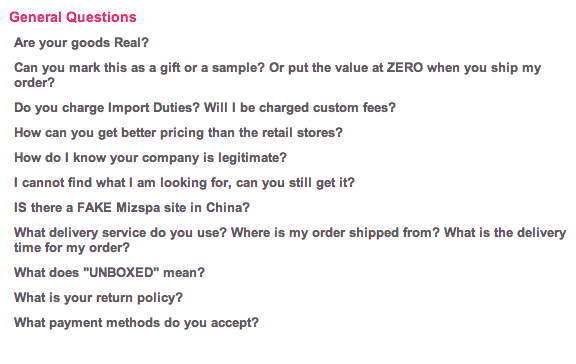 General Questions
Are your goods Real?
Can you mark this as a gift or a sample? Or put the value at ZERO when you ship my
order?
Do you charge Import Duties? Will I be charged custom fees?
How can you get better pricing than the retail stores?
How do I know your company is legitimate?
I cannot find what I am looking for, can you still get it?
IS there a FAKE Mizspa site in China?
What delivery service do you use? Where is my order shipped from? What is the delivery
time for my order?
What does "UNBOXED" mean?
What is your return policy?
What payment methods do you accept?